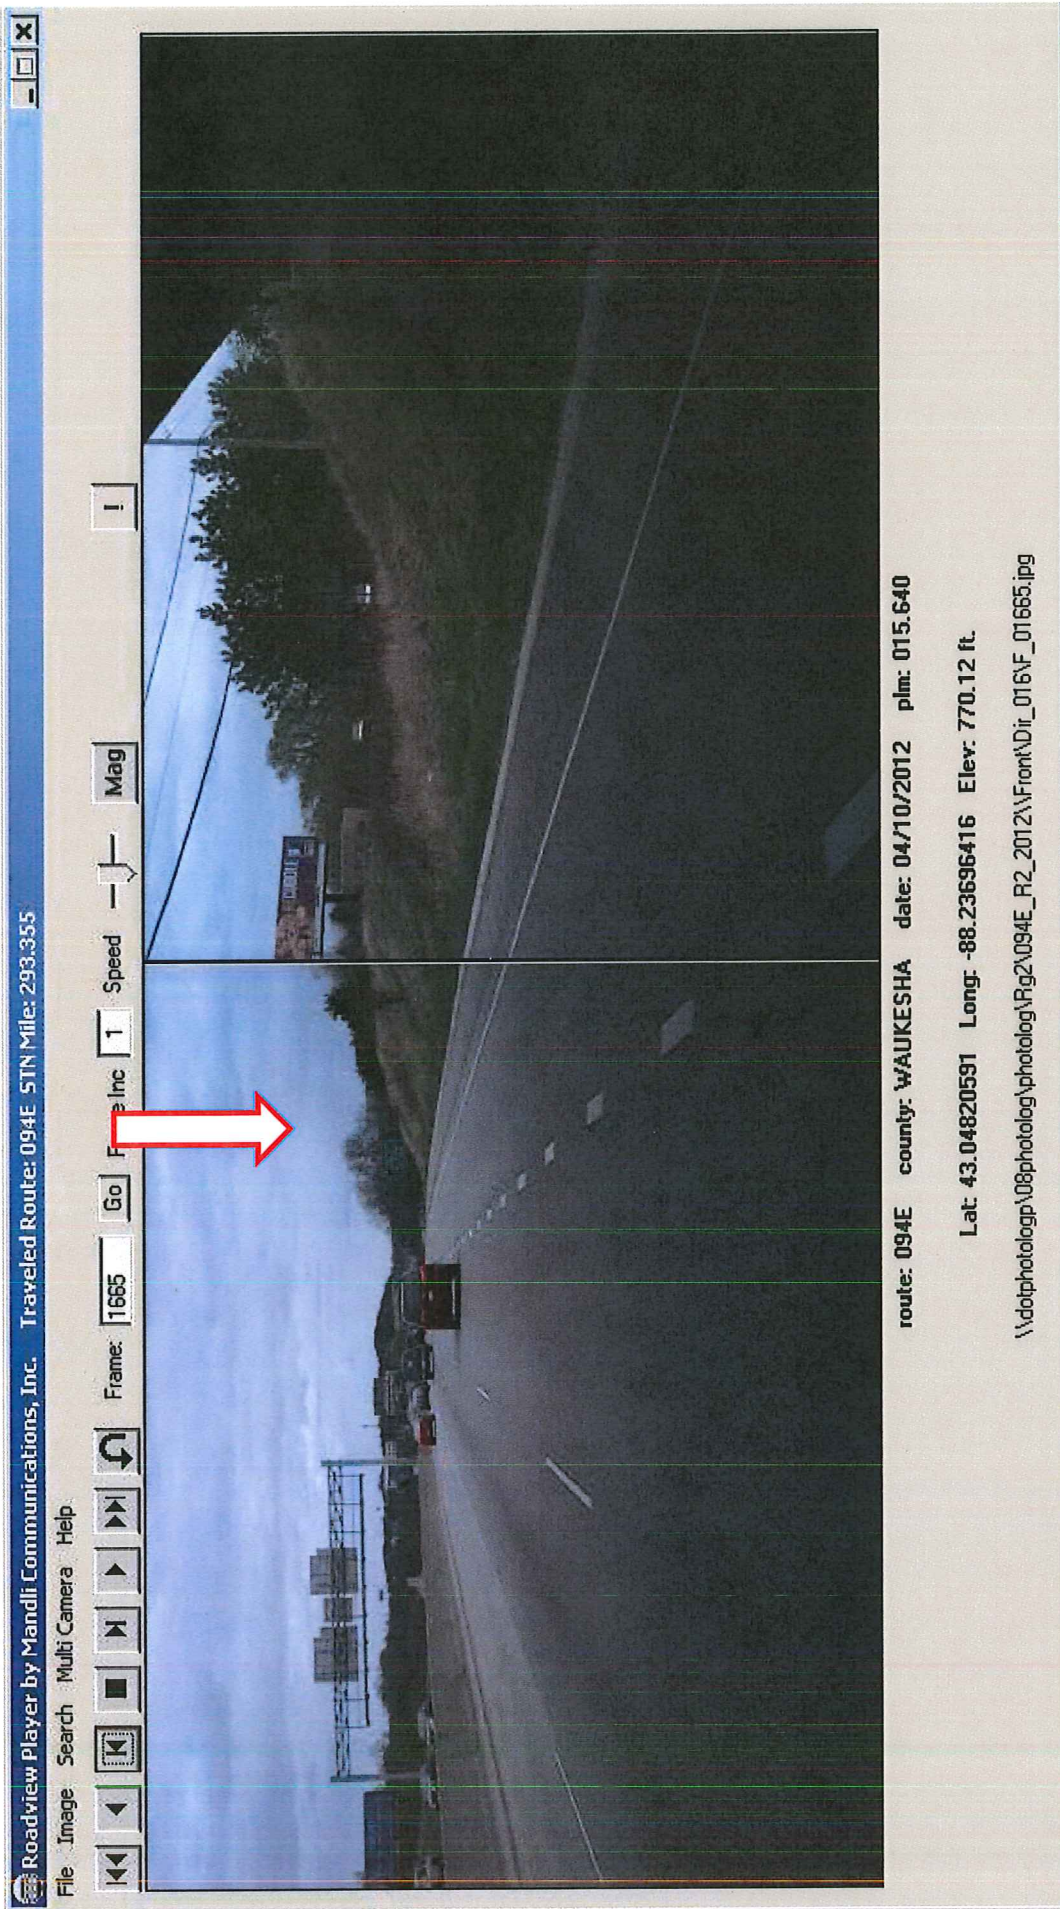 Roadview Player by Mandli Communications, Inc. Traveled Route: 094E STN Mile: 293.355
File Image Search Multi Camera Help
Frame: 1665 Go e Inc 1 Speed Mag !
route: 094E county: WAUKESHA date: 04/10/2012 plm: 015.640
Lat: 43.04820591 Long: -88.23696416 Elev: 770.12 ft.
\\dotphotologp\08photolog\photolog\Rg2\094E_R2_2012\\Front\Dir_016\F_01665.jpg